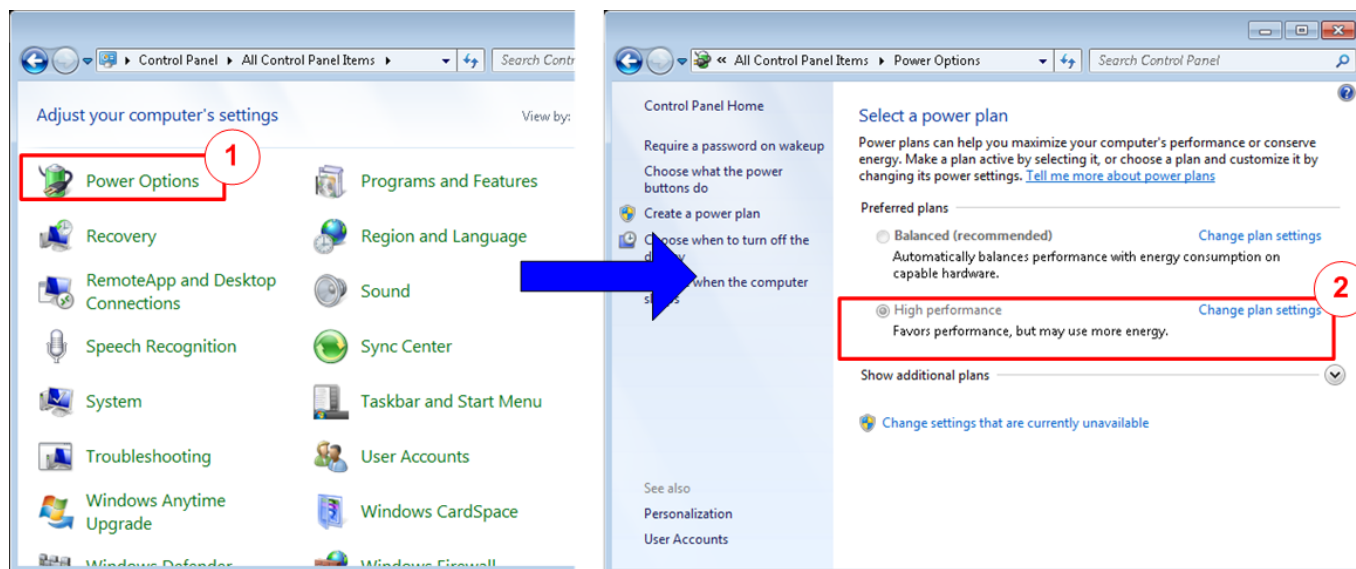 Control Panel ▸ All Control Panel Items ▸
Search Contr
Adjust your computer's settings
View by:
1
Power Options
Programs and Features
Recovery
Region and Language
RemoteApp and Desktop
Connections
Sound
Speech Recognition
Sync Center
System
Taskbar and Start Menu
Troubleshooting
User Accounts
Windows Anytime
Upgrade
Windows CardSpace
Windows Defender
Windows Firewall
« All Control Panel Items ▸ Power Options
Search Control Panel
Control Panel Home
Require a password on wakeup
Choose what the power
buttons do
Create a power plan
Choose when to turn off the
when the computer
Select a power plan
Power plans can help you maximize your computer's performance or conserve
energy. Make a plan active by selecting it, or choose a plan and customize it by
changing its power settings. Tell me more about power plans
Preferred plans
Balanced (recommended)
Change plan settings
Automatically balances performance with energy consumption on
capable hardware.
2
High performance
Change plan settings
Favors performance, but may use more energy.
Show additional plans
Change settings that are currently unavailable
See also
Personalization
User Accounts